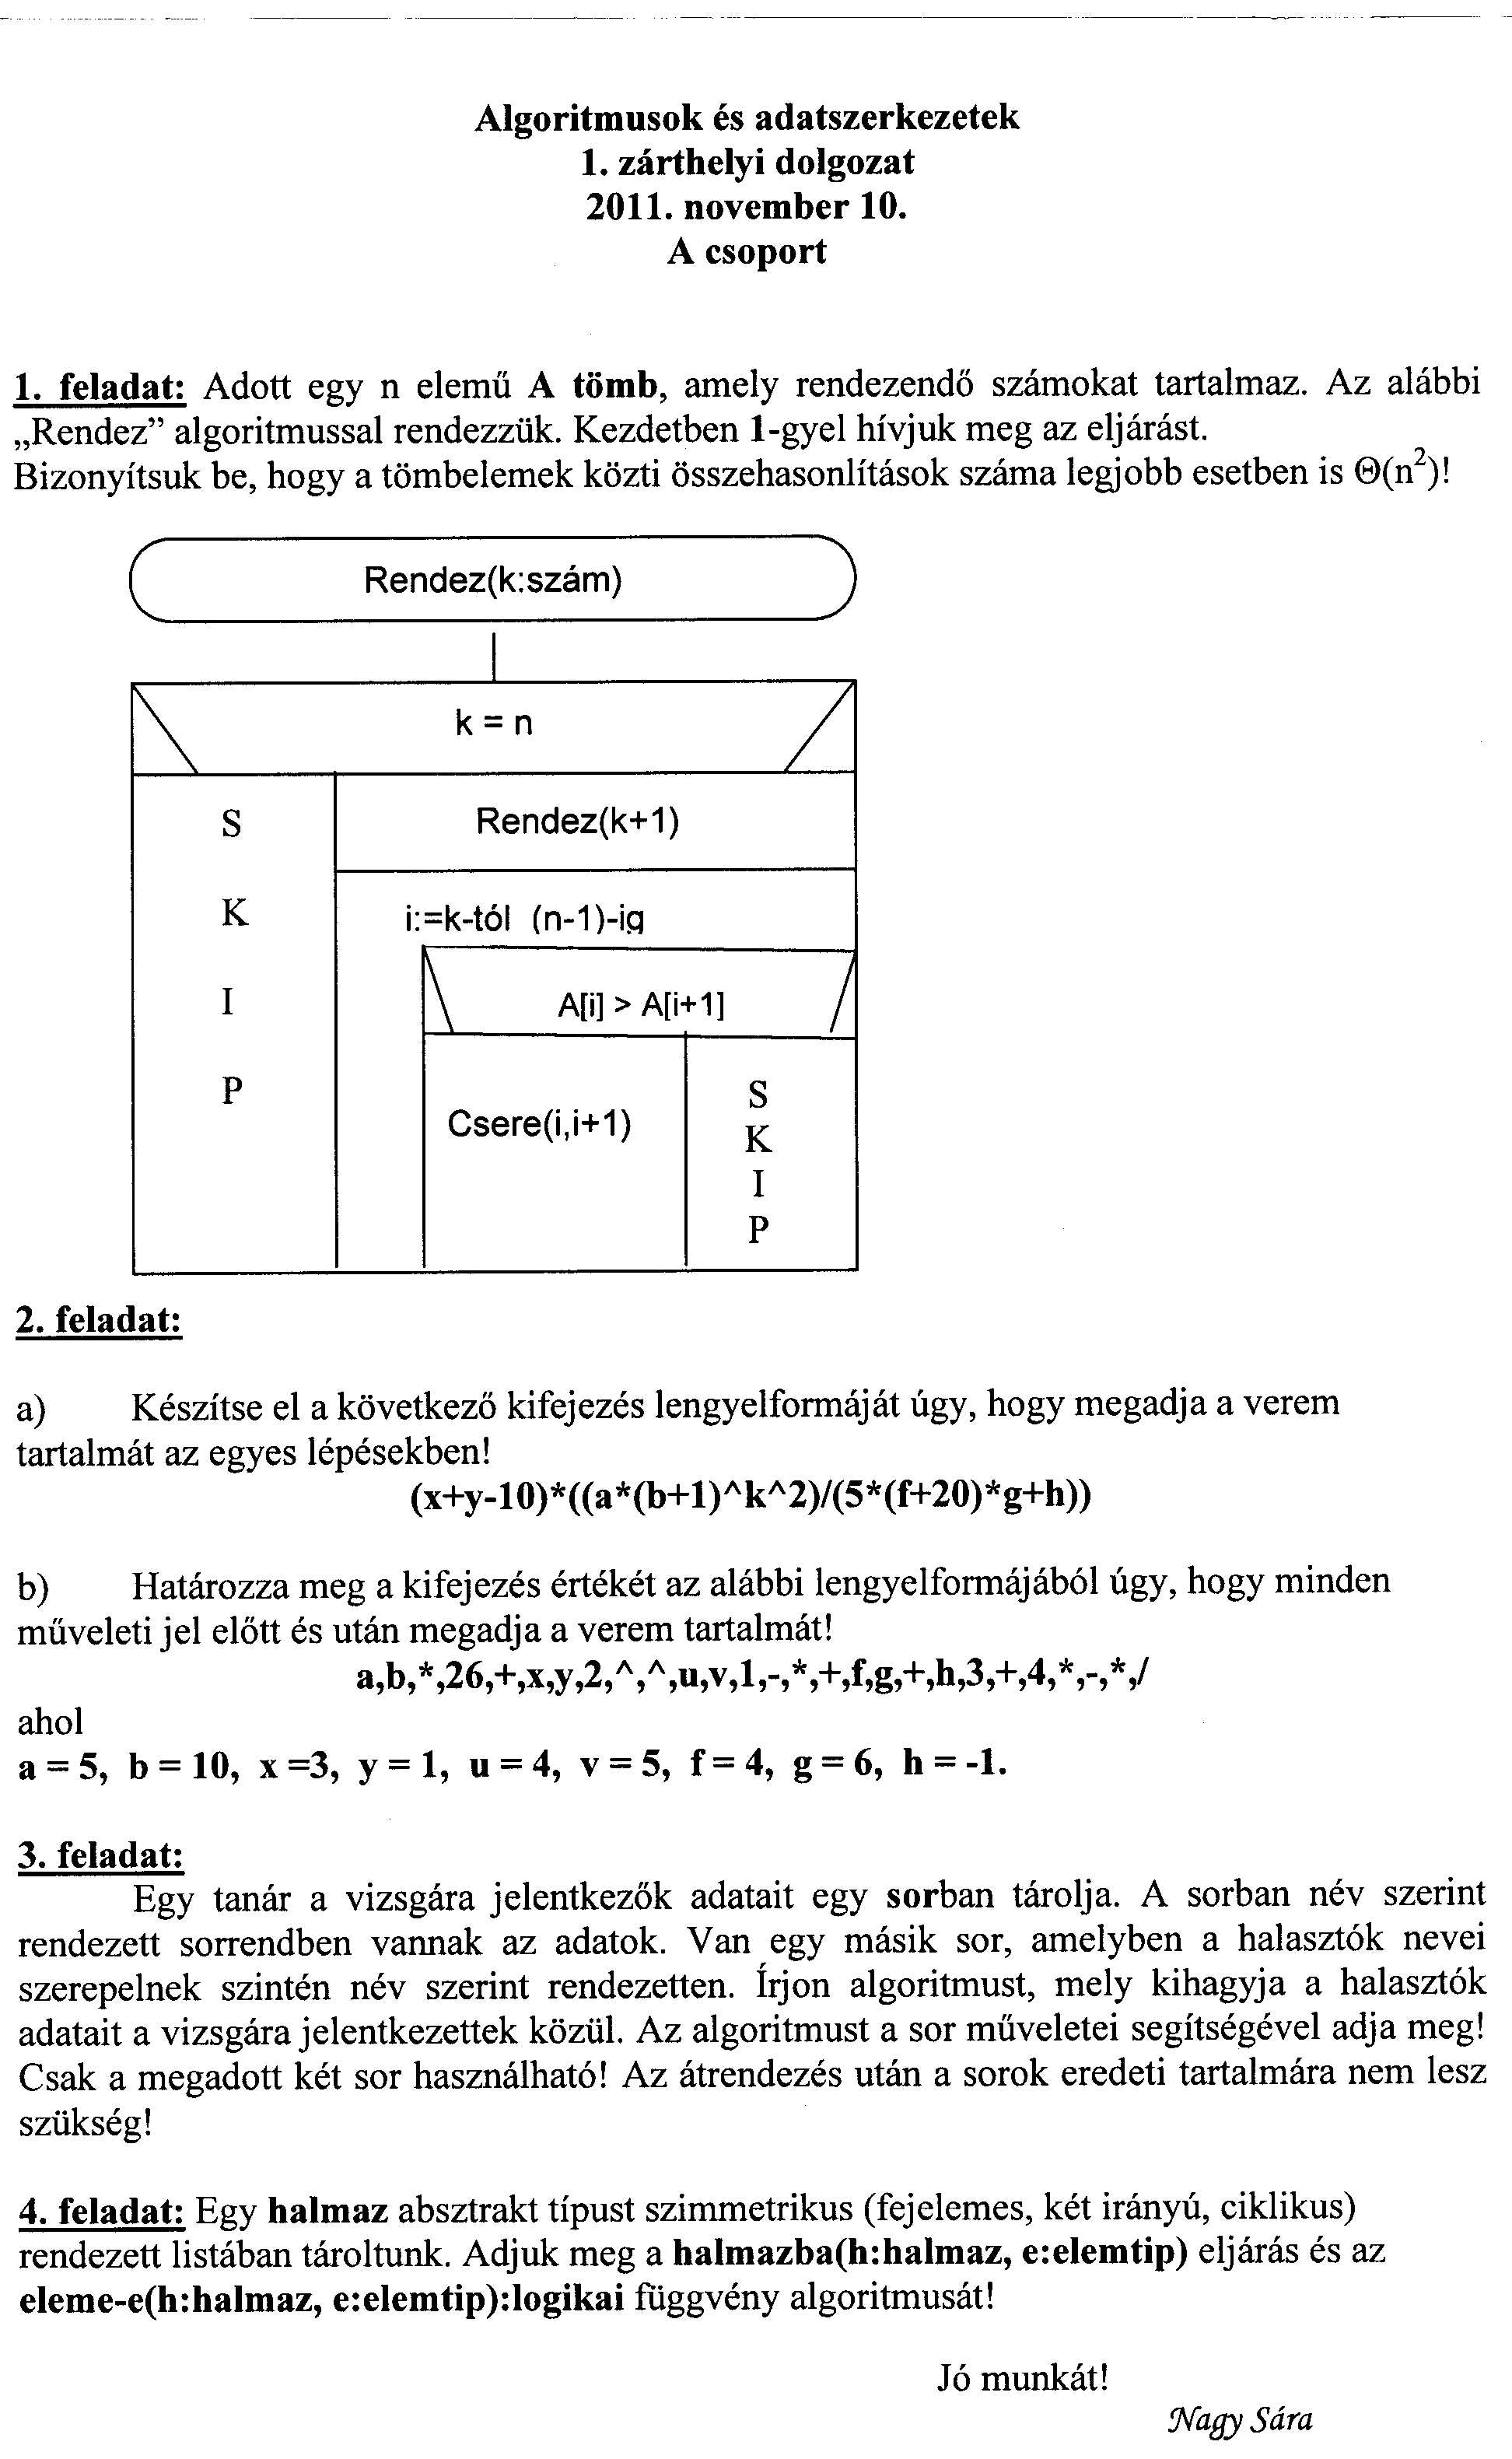 Algoritmusok és adatszerkezetek
1. zárthelyi dolgozat
2011. november 10.
A csoport
1. feladat: Adott egy n elemű A tömb, amely rendezendő számokat tartalmaz. Az alábbi
„Rendez” algoritmussal rendezzük. Kezdetben 1-gyel hívjuk meg az eljárást.
Bizonyítsuk be, hogy a tömbelemek közti összehasonlítások száma legjobb esetben is Θ(n²)!
Rendez(k:szám)
k = n
S
K
I
P
Rendez(k+1)
i:=k-tól (n-1)-ig
A[i] > A[i+1]
Csere(i,i+1)
S
K
I
P
2. feladat:
a) Készítse el a következő kifejezés lengyelformáját úgy, hogy megadja a verem
tartalmát az egyes lépésekben!
(x+y-10)*((a*(b+1)^k^2)/(5*(f+20)*g+h))
b) Határozza meg a kifejezés értékét az alábbi lengyelformájából úgy, hogy minden
műveleti jel előtt és után megadja a verem tartalmát!
a,b,*,26,+,x,y,2,^,^,u,v,1,-,*,+,f,g,+,h,3,+,4,*,-,*,/
ahol
a = 5, b = 10, x =3, y = 1, u = 4, v = 5, f = 4, g = 6, h = -1.
3. feladat:
Egy tanár a vizsgára jelentkezők adatait egy sorban tárolja. A sorban név szerint
rendezett sorrendben vannak az adatok. Van egy másik sor, amelyben a halasztók nevei
szerepelnek szintén név szerint rendezetten. Írjon algoritmust, mely kihagyja a halasztók
adatait a vizsgára jelentkezettek közül. Az algoritmust a sor műveletei segítségével adja meg!
Csak a megadott két sor használható! Az átrendezés után a sorok eredeti tartalmára nem lesz
szükség!
4. feladat: Egy halmaz absztrakt típust szimmetrikus (fejelemes, két irányú, ciklikus)
rendezett listában tároltunk. Adjuk meg a halmazba(h:halmaz, e:elemtip) eljárás és az
eleme-e(h:halmaz, e:elemtip):logikai függvény algoritmusát!
Jó munkát!
Nagy Sára